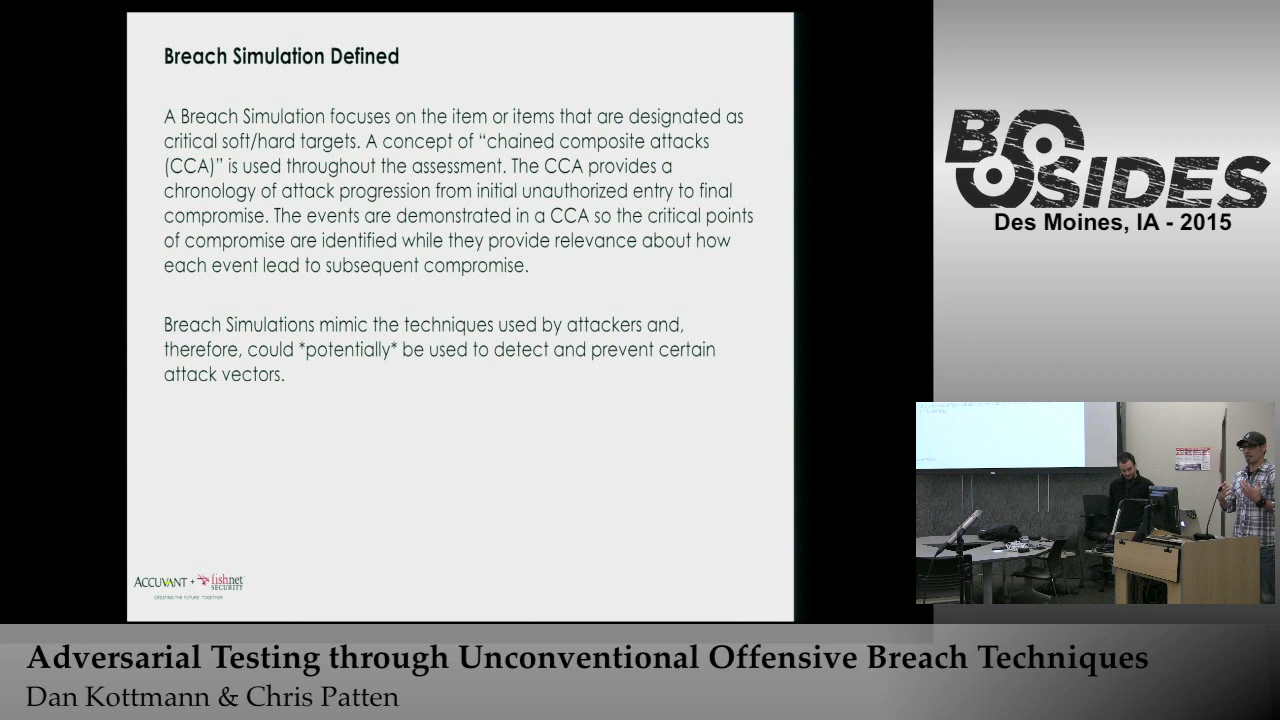 Breach Simulation Defined
A Breach Simulation focuses on the item or items that are designated as
critical soft/hard targets. A concept of “chained composite attacks
(CCA)” is used throughout the assessment. The CCA provides a
chronology of attack progression from initial unauthorized entry to final
compromise. The events are demonstrated in a CCA so the critical points
of compromise are identified while they provide relevance about how
each event lead to subsequent compromise.
Breach Simulations mimic the techniques used by attackers and,
therefore, could *potentially* be used to detect and prevent certain
attack vectors.
ACCUVANT + fishnet
SECURITY
CREATING THE FUTURE TOGETHER
BSIDES
Des Moines, IA - 2015
Adversarial Testing through Unconventional Offensive Breach Techniques
Dan Kottmann & Chris Patten